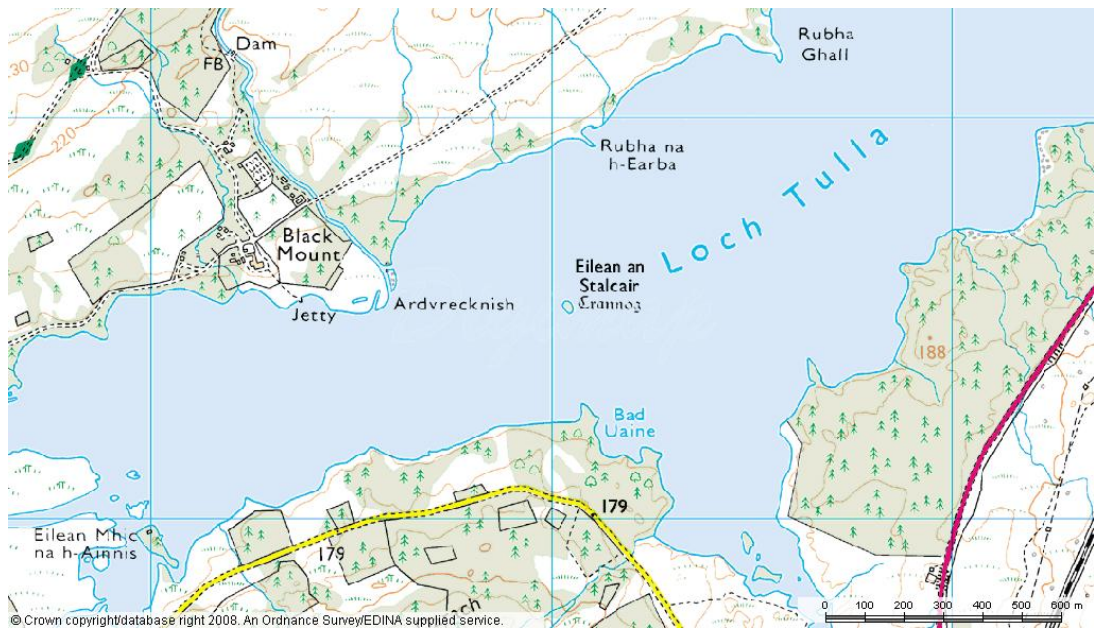 Rubha
Ghall
Dam
FB
30
220
Rubha na
h-Earba
Loch Tulla
Black
Mount
Eilean an
Stalcair
Crannog
Jetty
Ardvrecknish
188
Bad
Uaine
179
Eilean Mhic
na h-Ainnis
179
och
0 100 200 300 400 500 600 m
© Crown copyright/database right 2008. An Ordnance Survey/EDINA supplied service.